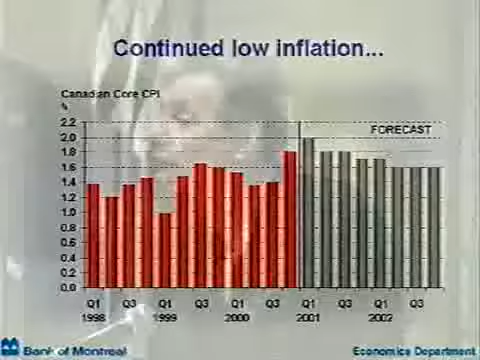 Continued low inflation...
Canadian Core CPI
%
FORECAST
2.2
2.0
1.8
1.6
1.4
1.2
1.0
0.8
0.6
0.4
0.2
0.0
Q1 Q3 Q1 Q3 Q1 Q3 Q1 Q3 Q1 Q3
1998 1999 2000 2001 2002
Bank of Montreal Economics Department